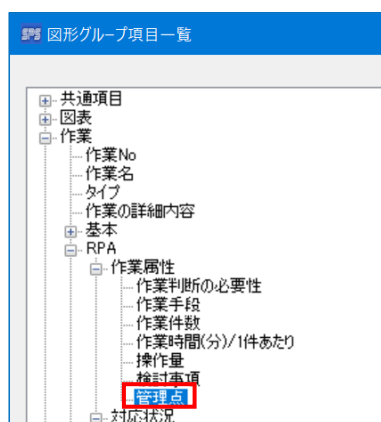 SPS 図形グループ項目一覧
共通項目
図表
作業
作業No
作業名
タイプ
作業の詳細内容
基本
RPA
作業属性
作業判断の必要性
作業手段
作業件数
作業時間(分)/1件あたり
操作量
検討事項
管理点
対応状況